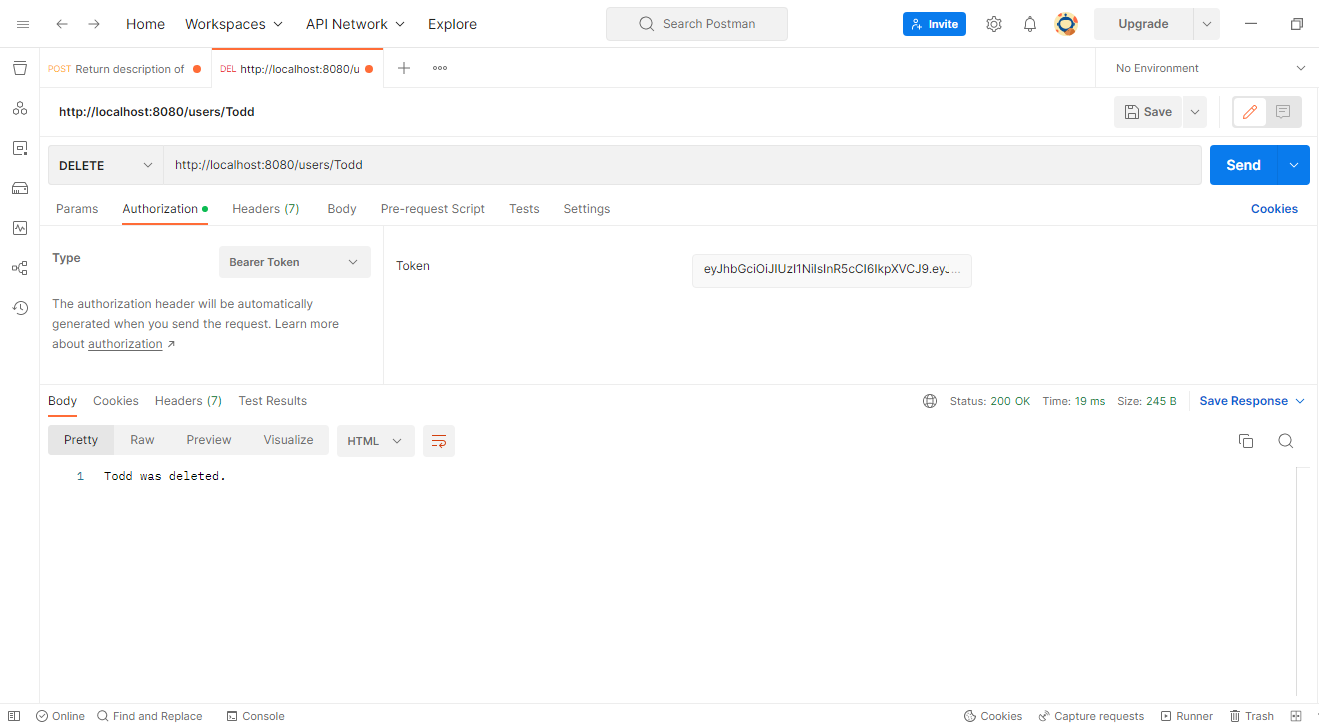 Home Workspaces API Network Explore Search Postman Invite Upgrade
POST Return description of DEL http://localhost:8080/u No Environment
http://localhost:8080/users/Todd Save
DELETE http://localhost:8080/users/Todd Send
Params Authorization Headers (7) Body Pre-request Script Tests Settings Cookies
Type Bearer Token
Token eyJhbGciOiJIUzI1NiIsInR5cCI6IkpXVCJ9.eyJ...
The authorization header will be automatically
generated when you send the request. Learn more
about authorization ↗
Body Cookies Headers (7) Test Results Status: 200 OK Time: 19 ms Size: 245 B Save Response
Pretty Raw Preview Visualize HTML
1 Todd was deleted.
Online Find and Replace Console Cookies Capture requests Runner Trash